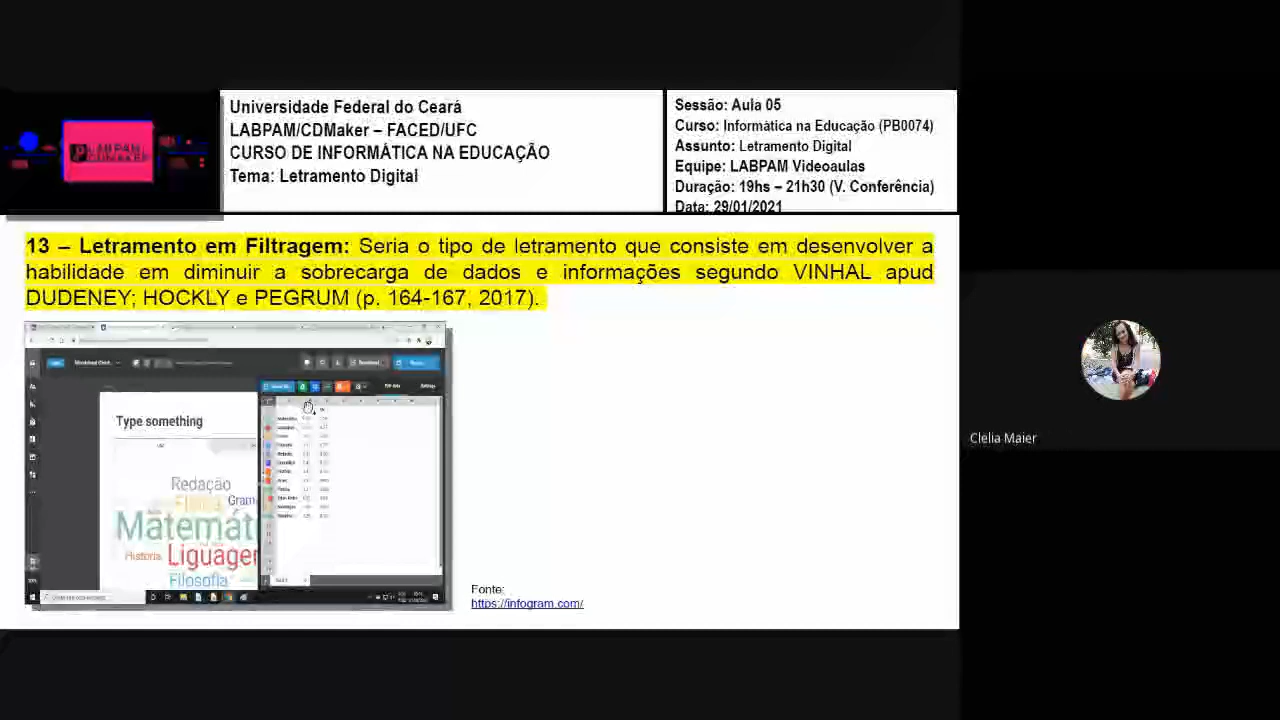 Universidade Federal do Ceará
LABPAM/CDMaker – FACED/UFC
CURSO DE INFORMÁTICA NA EDUCAÇÃO
Tema: Letramento Digital
Sessão: Aula 05
Curso: Informàtica na Educação (PB0074)
Assunto: Letramento Digital
Equipe: LABPAM Videoaulas
Duração: 19hs – 21h30 (V. Conferência)
Data: 29/01/2021
13 – Letramento em Filtragem: Seria o tipo de letramento que consiste em desenvolver a
habilidade em diminuir a sobrecarga de dados e informações segundo VINHAL apud
DUDENEY; HOCKLY e PEGRUM (p. 164-167, 2017).
Type something
Redação
Física
Gram
Matemát
Historia
Liguager
Filosofia
Fonte:
https://infogram.com/
Clelia Maier